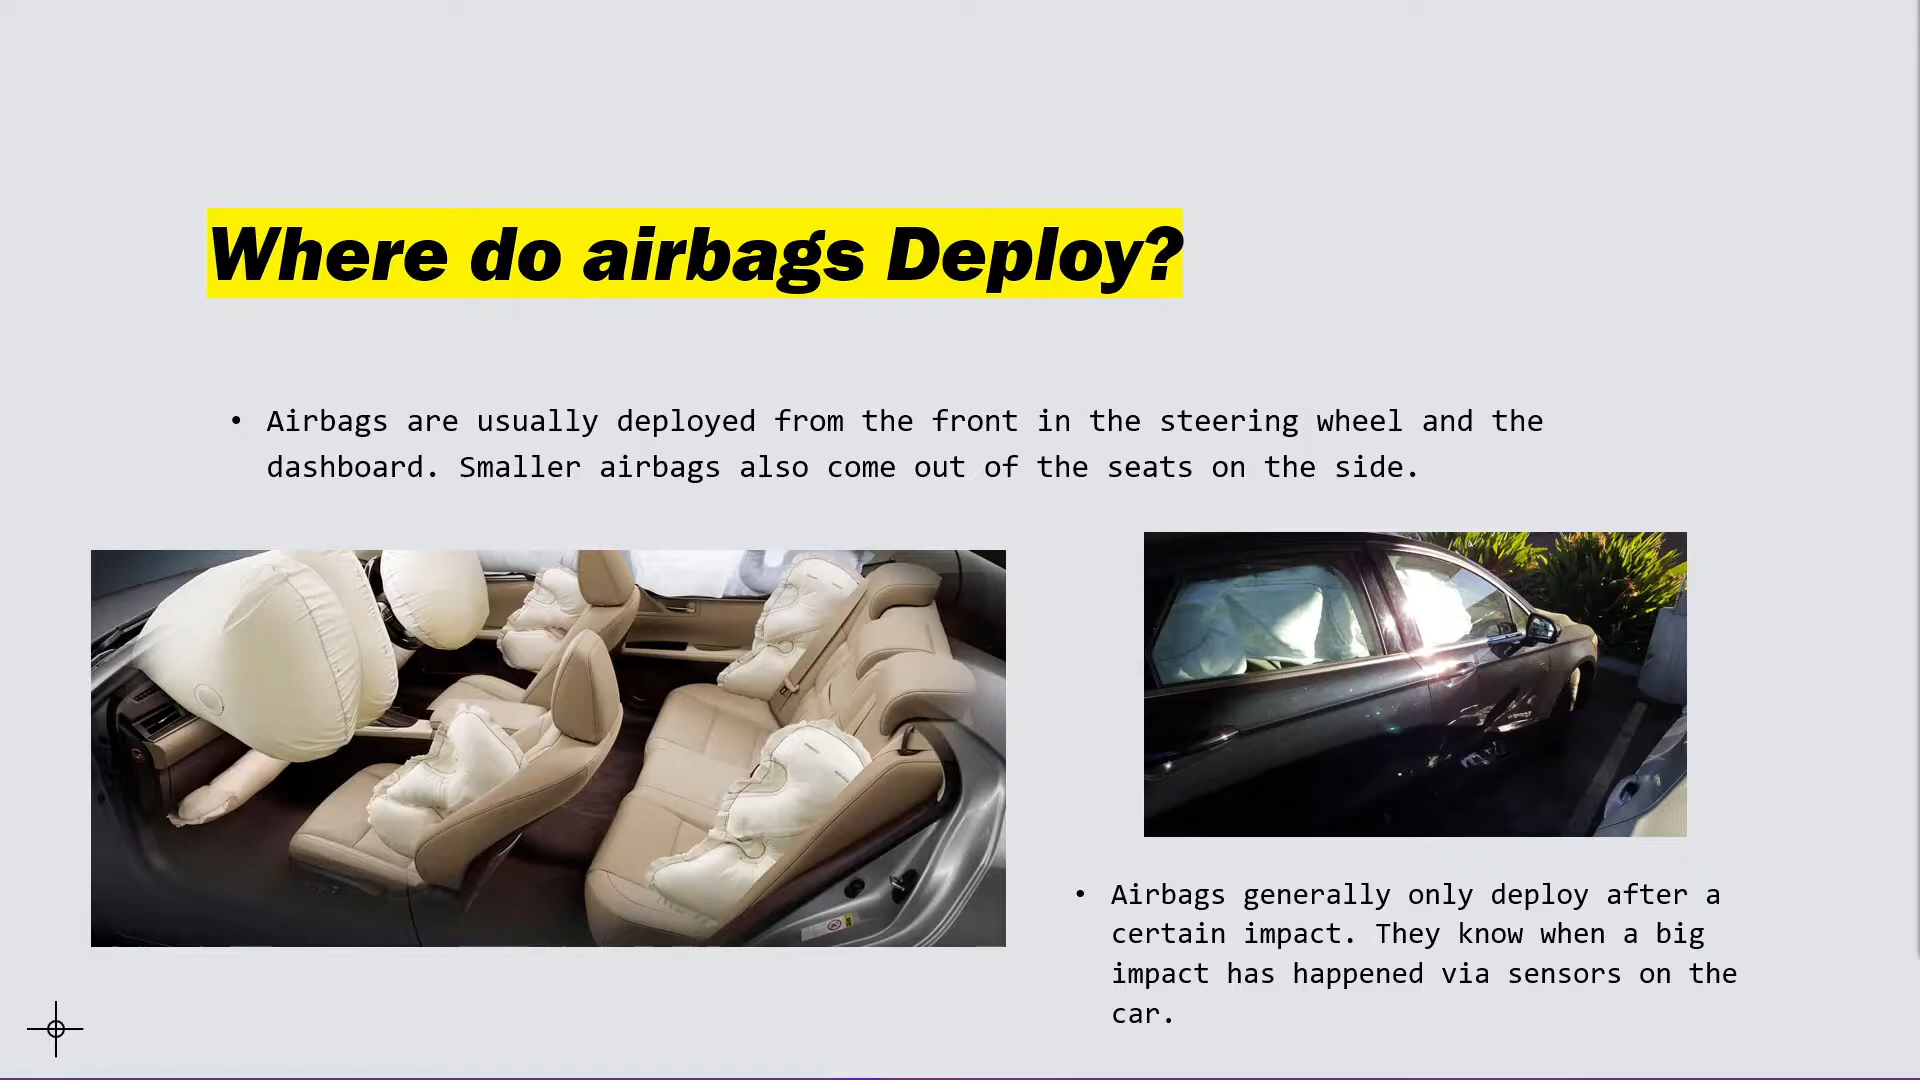 Where do airbags Deploy?
• Airbags are usually deployed from the front in the steering wheel and the
dashboard. Smaller airbags also come out of the seats on the side.
• Airbags generally only deploy after a
certain impact. They know when a big
impact has happened via sensors on the
car.